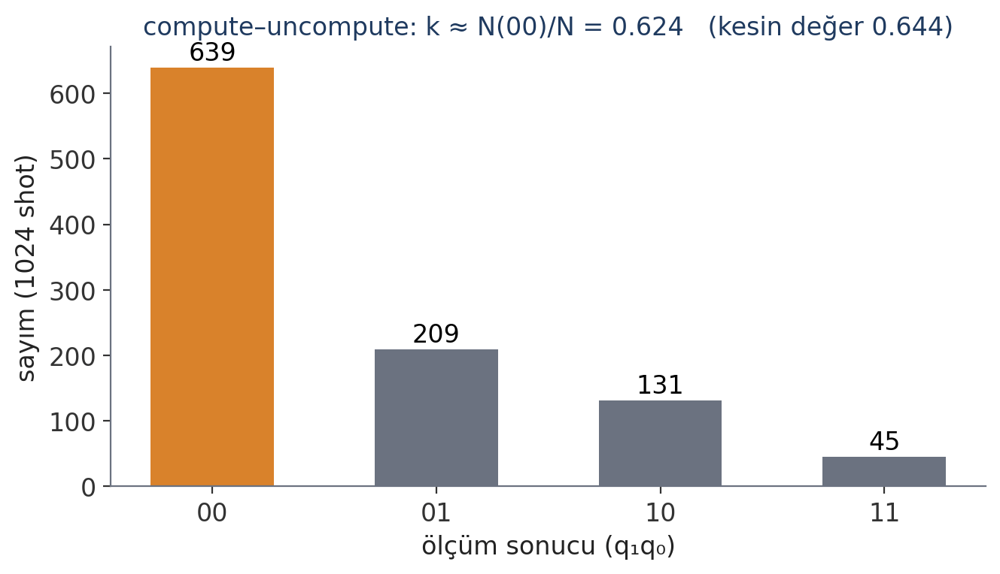 compute–uncompute: k ≈ N(00)/N = 0.624 (kesin değer 0.644)
sayım (1024 shot)
600
500
400
300
200
100
0
639
209
131
45
00 01 10 11
ölçüm sonucu (q₁q₀)